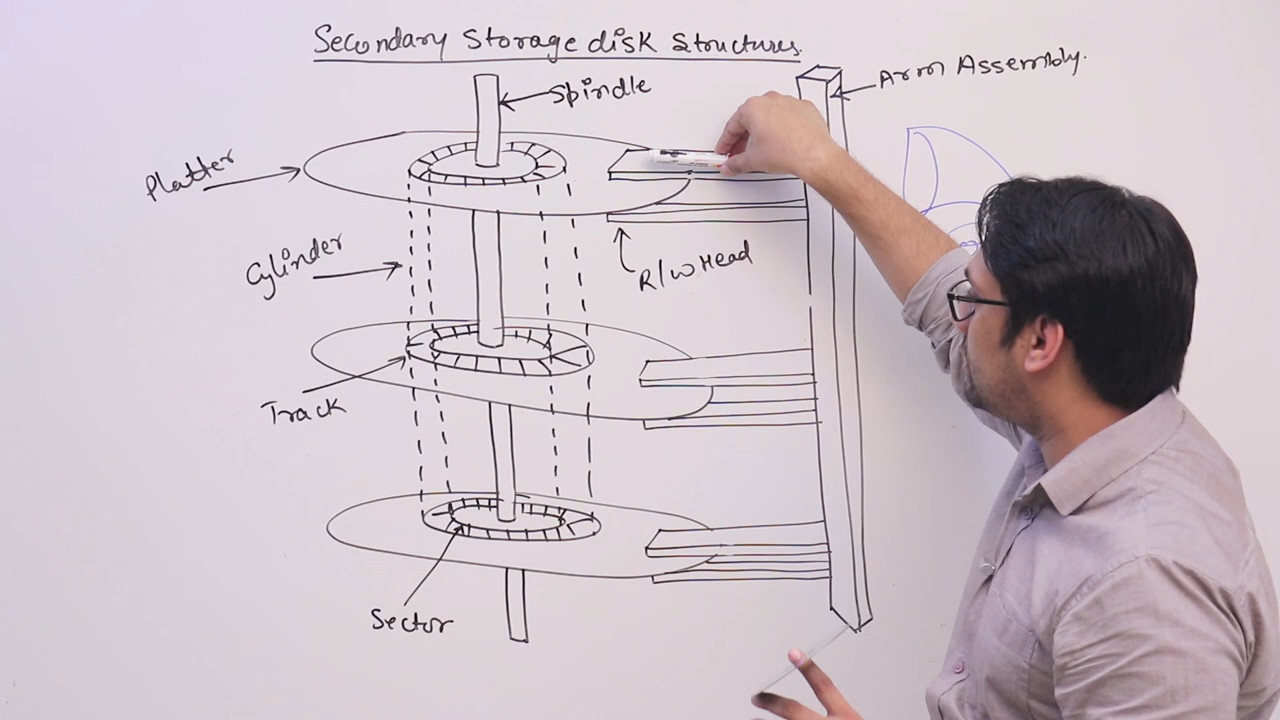 Secondary Storage disk Structures.
Spindle
Arm Assembly.
Platter
Cylinder
R/W Head
Track
Sector